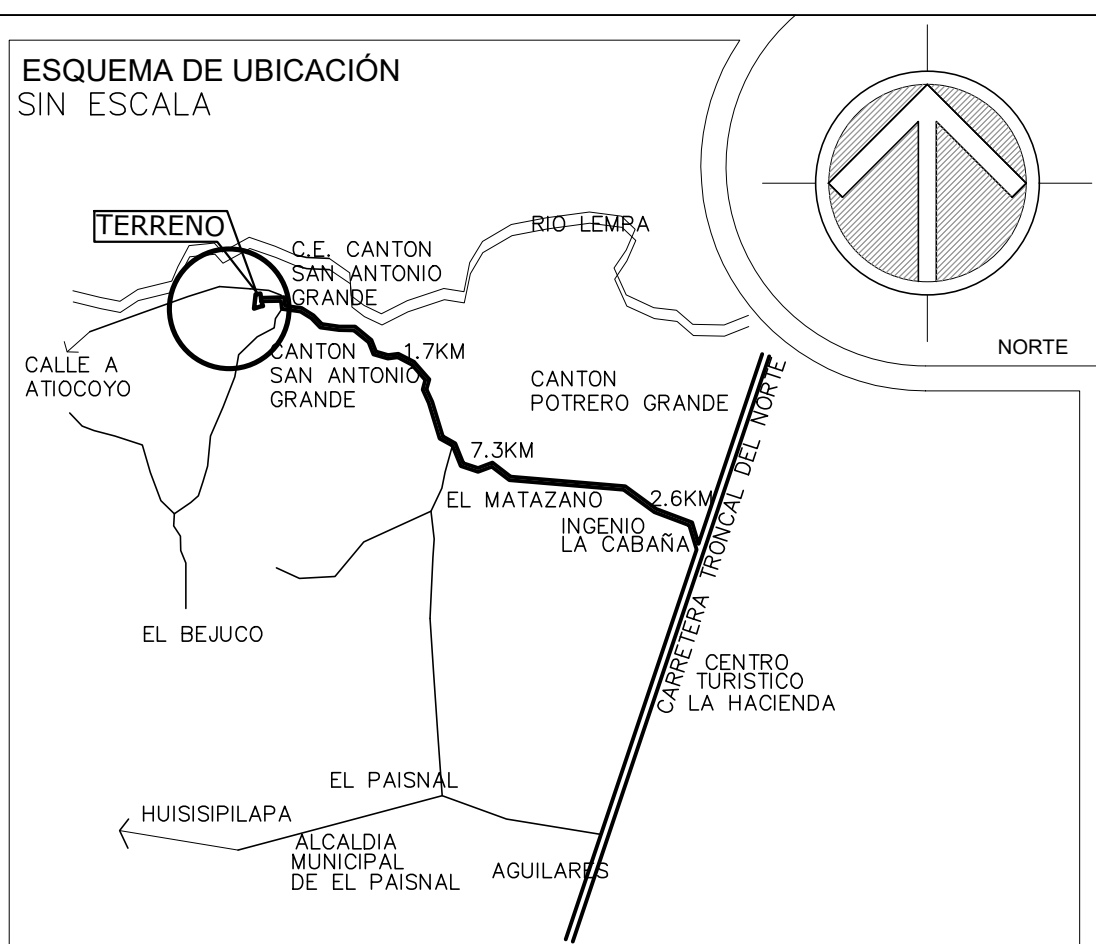 ESQUEMA DE UBICACIÓN
SIN ESCALA
NORTE
TERRENO
RIO LEMPA
C.E. CANTON
SAN ANTONIO
GRANDE
CALLE A
ATIOCOYO
CANTON
SAN ANTONIO
GRANDE
1.7KM
CANTON
POTRERO GRANDE
7.3KM
EL MATAZANO
2.6KM
INGENIO
LA CABAÑA
CARRETERA TRONCAL DEL NORTE
EL BEJUCO
CENTRO
TURISTICO
LA HACIENDA
EL PAISNAL
HUISISIPILAPA
ALCALDIA
MUNICIPAL
DE EL PAISNAL
AGUILARES